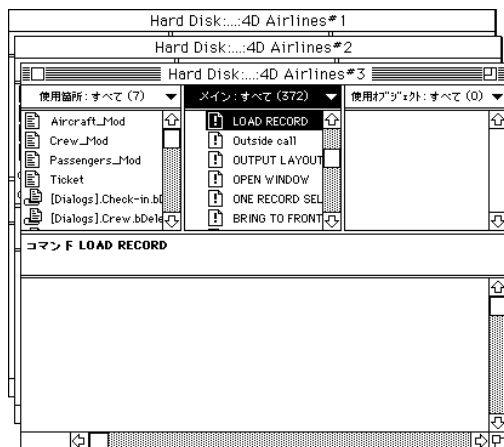 Hard Disk:...:4D Airlines#1
Hard Disk:...:4D Airlines#2
Hard Disk:...:4D Airlines#3
使用箇所：すべて (7)
メイン：すべて (372)
使用ｵﾌﾞｼﾞｪｸﾄ：すべて (0)
Aircraft_Mod
Crew_Mod
Passengers_Mod
Ticket
[Dialogs].Check-in.b
[Dialogs].Crew.bDele
LOAD RECORD
Outside call
OUTPUT LAYOUT
OPEN WINDOW
ONE RECORD SEL
BRING TO FRONT
コマンド LOAD RECORD